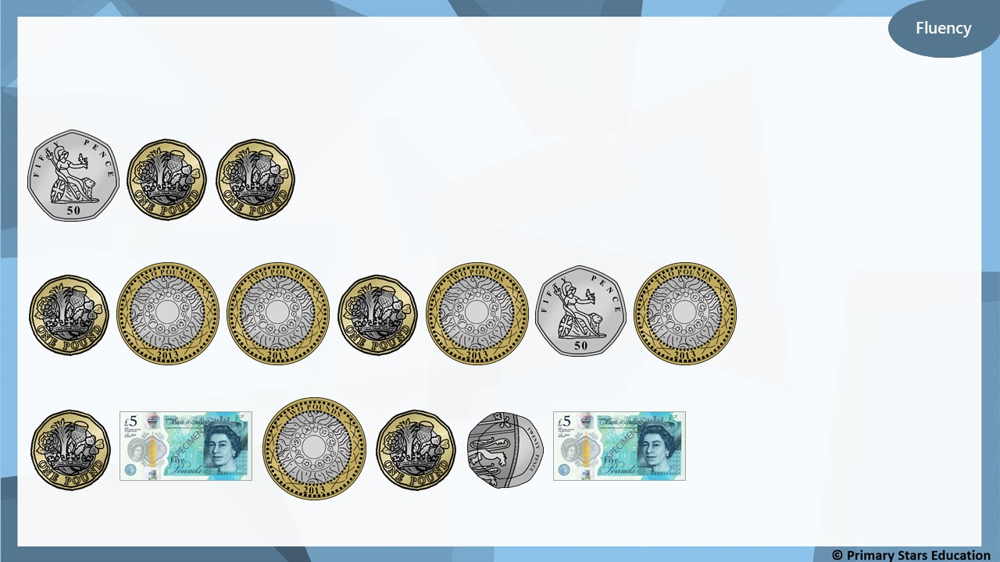 Fluency
FIFTY PENCE
50
ONE POUND
ONE POUND
ONE POUND
TWO POUNDS
2013
TWO POUNDS
2013
ONE POUND
TWO POUNDS
2013
FIFTY PENCE
50
TWO POUNDS
2013
ONE POUND
£5
Bank of England
SPECIMEN
Five
Pounds
TWO POUNDS
2013
ONE POUND
TWENTY PENCE
£5
Bank of England
SPECIMEN
Five
Pounds
© Primary Stars Education